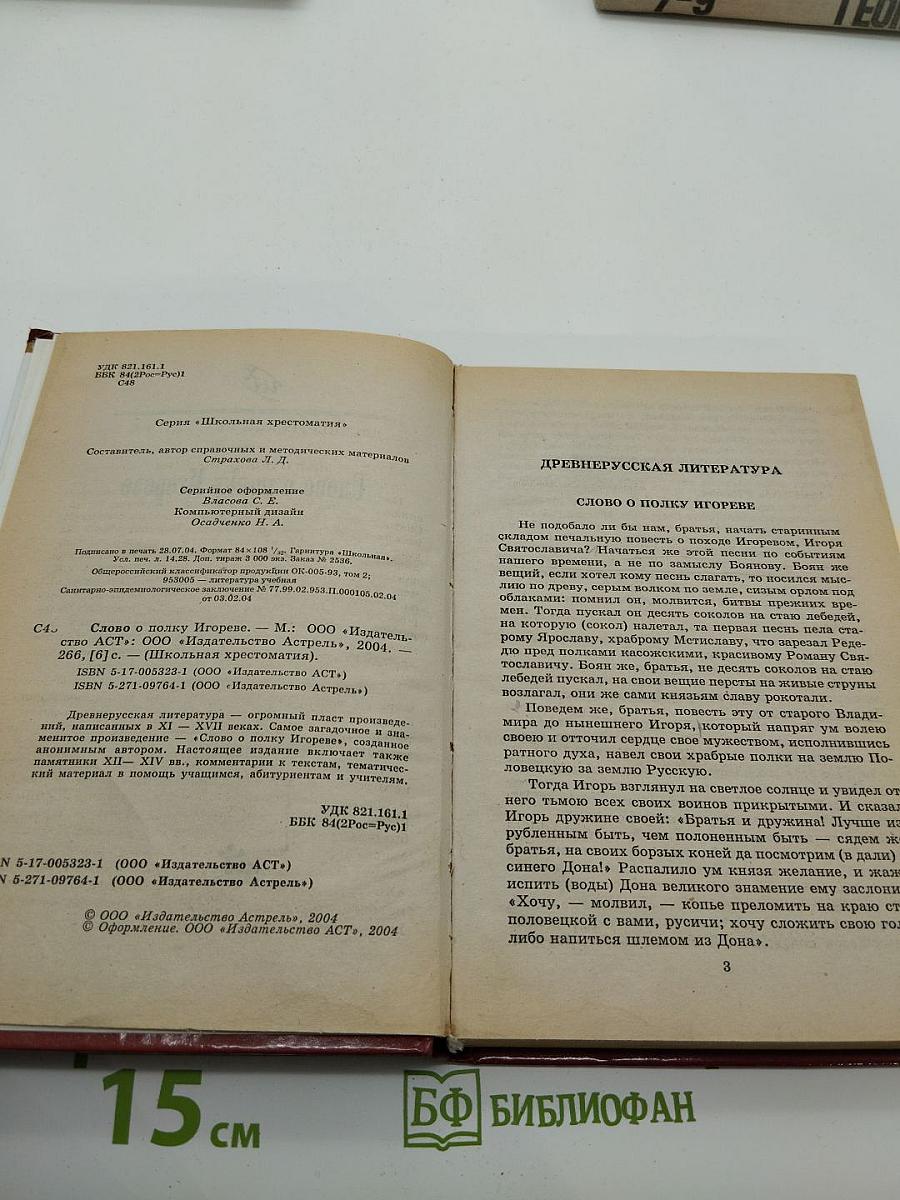 7–9
УДК 821.161.1
ББК 84(2Рос=Рус)1
С48
Серия «Школьная хрестоматия»
Составитель, автор справочных и методических материалов
Страхова Л. Д.
Серийное оформление
Власова С. Е.
Компьютерный дизайн
Осадченко Н. А.
Подписано в печать 28.07.04. Формат 84×108 1/32. Гарнитура «Школьная».
Усл. печ. л. 14,28. Доп. тираж 3 000 экз. Заказ № 2536.
Общероссийский классификатор продукции ОК-005-93, том 2;
953005 — литература учебная
Санитарно-эпидемиологическое заключение № 77.99.02.953.П.000105.02.04
от 03.02.04
Слово о полку Игореве. — М.: ООО «Издатель-
ство АСТ»: ООО «Издательство Астрель», 2004. —
266, [6] с. — (Школьная хрестоматия).
ISBN 5-17-005323-1 (ООО «Издательство АСТ»)
ISBN 5-271-09764-1 (ООО «Издательство Астрель»)
Древнерусская литература — огромный пласт произведе-
ний, написанных в XI — XVII веках. Самое загадочное и зна-
менитое произведение — «Слово о полку Игореве», созданное
анонимным автором. Настоящее издание включает также
памятники XII— XIV вв., комментарии к текстам, тематичес-
кий материал в помощь учащимся, абитуриентам и учителям.
УДК 821.161.1
ББК 84(2Рос=Рус)1
N 5-17-005323-1 (ООО «Издательство АСТ»)
N 5-271-09764-1 (ООО «Издательство Астрель»)
© ООО «Издательство Астрель», 2004
© Оформление. ООО «Издательство АСТ», 2004
ДРЕВНЕРУССКАЯ ЛИТЕРАТУРА
СЛОВО О ПОЛКУ ИГОРЕВЕ
Не подобало ли бы нам, братья, начать старинным
складом печальную повесть о походе Игоревом, Игоря
Святославича? Начаться же этой песни по событиям
нашего времени, а не по замыслу Боянову. Боян же
вещий, если хотел кому песнь слагать, то носился мыс-
лию по древу, серым волком по земле, сизым орлом под
облаками: помнил он, молвится, битвы прежних вре-
мен. Тогда пускал он десять соколов на стаю лебедей,
на которую (сокол) налетал, та первая песнь пела ста-
рому Ярославу, храброму Мстиславу, что зарезал Реде-
дю пред полками касожскими, красивому Роману Свя-
тославичу. Боян же, братья, не десять соколов на стаю
лебедей пускал, на свои вещие персты на живые струны
возлагал, они же сами князьям славу рокотали.
Поведем же, братья, повесть эту от старого Влади-
мира до нынешнего Игоря, который напряг ум волею
своею и отточил сердце свое мужеством, исполнившись
ратного духа, навел свои храбрые полки на землю По-
ловецкую за землю Русскую.
Тогда Игорь взглянул на светлое солнце и увидел от
него тьмою всех своих воинов прикрытыми. И сказал
Игорь дружине своей: «Братья и дружина! Лучше из
рубленным быть, чем полоненным быть — сядем же
братья, на своих борзых коней да посмотрим (в дали)
синего Дона!» Распалило ум князя желание, и жаж
испить (воды) Дона великого знамение ему заслони
«Хочу, — молвил, — копье преломить на краю ст
половецкой с вами, русичи; хочу сложить свою гол
либо напиться шлемом из Дона».
3
15 см
БФ БИБЛИОФАН